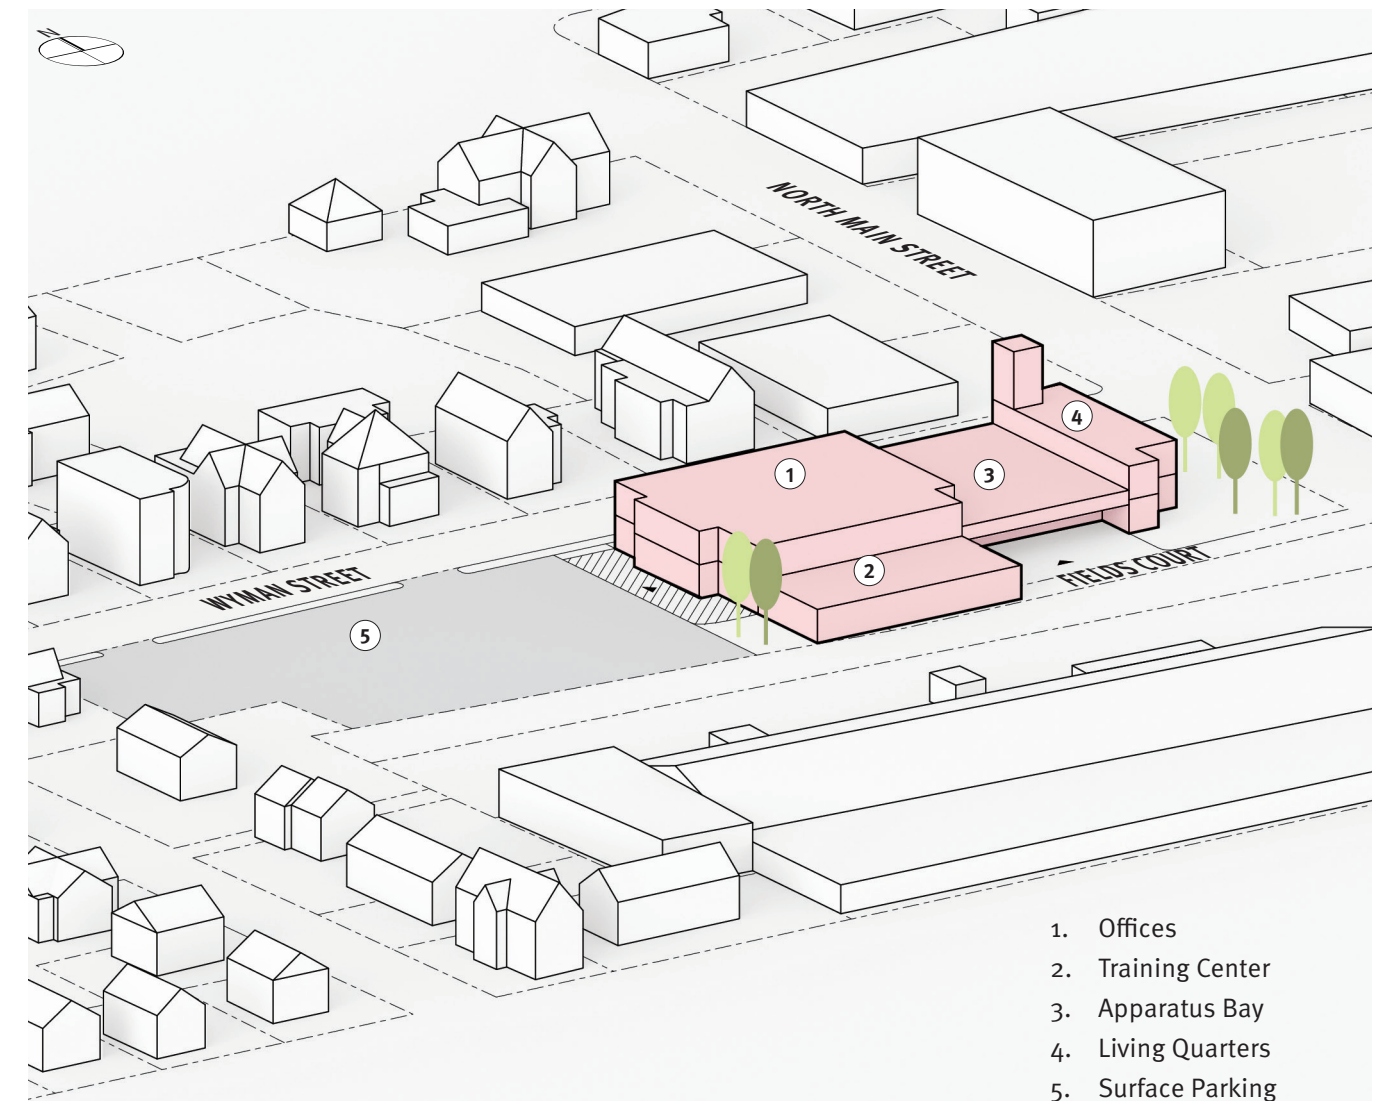 N
NORTH MAIN STREET
4
1
3
2
FIELDS COURT
WYMAN STREET
5
1. Offices
2. Training Center
3. Apparatus Bay
4. Living Quarters
5. Surface Parking